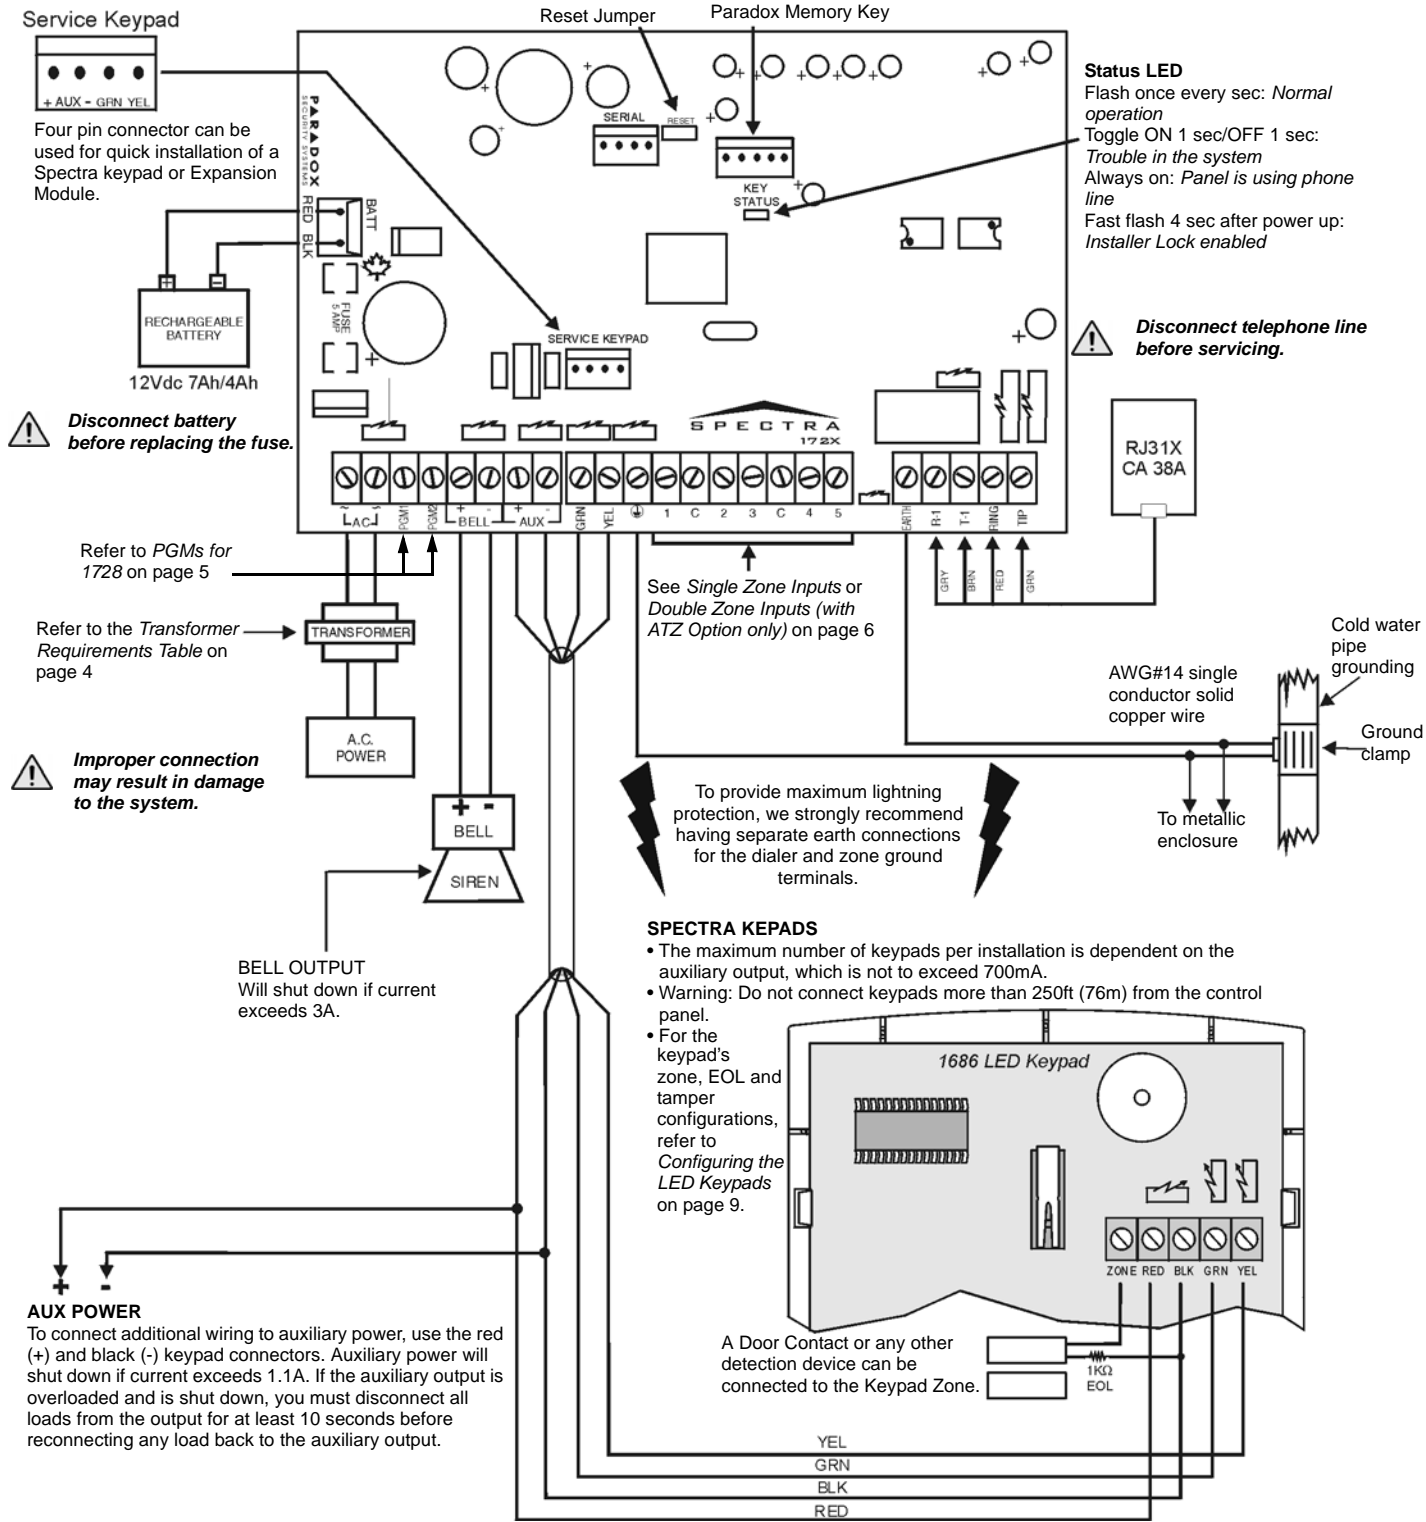 Service Keypad
+ AUX - GRN YEL
Four pin connector can be
used for quick installation of a
Spectra keypad or Expansion
Module.
Reset Jumper
Paradox Memory Key
PARADOX
SECURITY SYSTEMS
SERIAL
RESET
KEY
STATUS
Status LED
Flash once every sec: Normal
operation
Toggle ON 1 sec/OFF 1 sec:
Trouble in the system
Always on: Panel is using phone
line
Fast flash 4 sec after power up:
Installer Lock enabled
RED
BLK
BATT
+ -
RECHARGEABLE
BATTERY
12Vdc 7Ah/4Ah
FUSE
5 AMP
SERVICE KEYPAD
Disconnect battery
before replacing the fuse.
Disconnect telephone line
before servicing.
SPECTRA
172X
RJ31X
CA 38A
~ AC ~
PGM1
PGM2
+ BELL -
+ AUX -
GRN
YEL
1 C 2 3 C 4 5
EARTH
R-1
T-1
RING
TIP
GRY
BRN
RED
GRN
Refer to PGMs for
1728 on page 5
See Single Zone Inputs or
Double Zone Inputs (with
ATZ Option only) on page 6
Refer to the Transformer
Requirements Table on
page 4
TRANSFORMER
A.C.
POWER
Improper connection
may result in damage
to the system.
AWG#14 single
conductor solid
copper wire
Cold water
pipe
grounding
Ground
clamp
To metallic
enclosure
To provide maximum lightning
protection, we strongly recommend
having separate earth connections
for the dialer and zone ground
terminals.
+ -
BELL
SIREN
BELL OUTPUT
Will shut down if current
exceeds 3A.
SPECTRA KEPADS
• The maximum number of keypads per installation is dependent on the
auxiliary output, which is not to exceed 700mA.
• Warning: Do not connect keypads more than 250ft (76m) from the control
panel.
• For the
keypad's
zone, EOL and
tamper
configurations,
refer to
Configuring the
LED Keypads
on page 9.
1686 LED Keypad
ZONE RED BLK GRN YEL
+ -
AUX POWER
To connect additional wiring to auxiliary power, use the red
(+) and black (-) keypad connectors. Auxiliary power will
shut down if current exceeds 1.1A. If the auxiliary output is
overloaded and is shut down, you must disconnect all
loads from the output for at least 10 seconds before
reconnecting any load back to the auxiliary output.
A Door Contact or any other
detection device can be
connected to the Keypad Zone.
1KΩ
EOL
YEL
GRN
BLK
RED